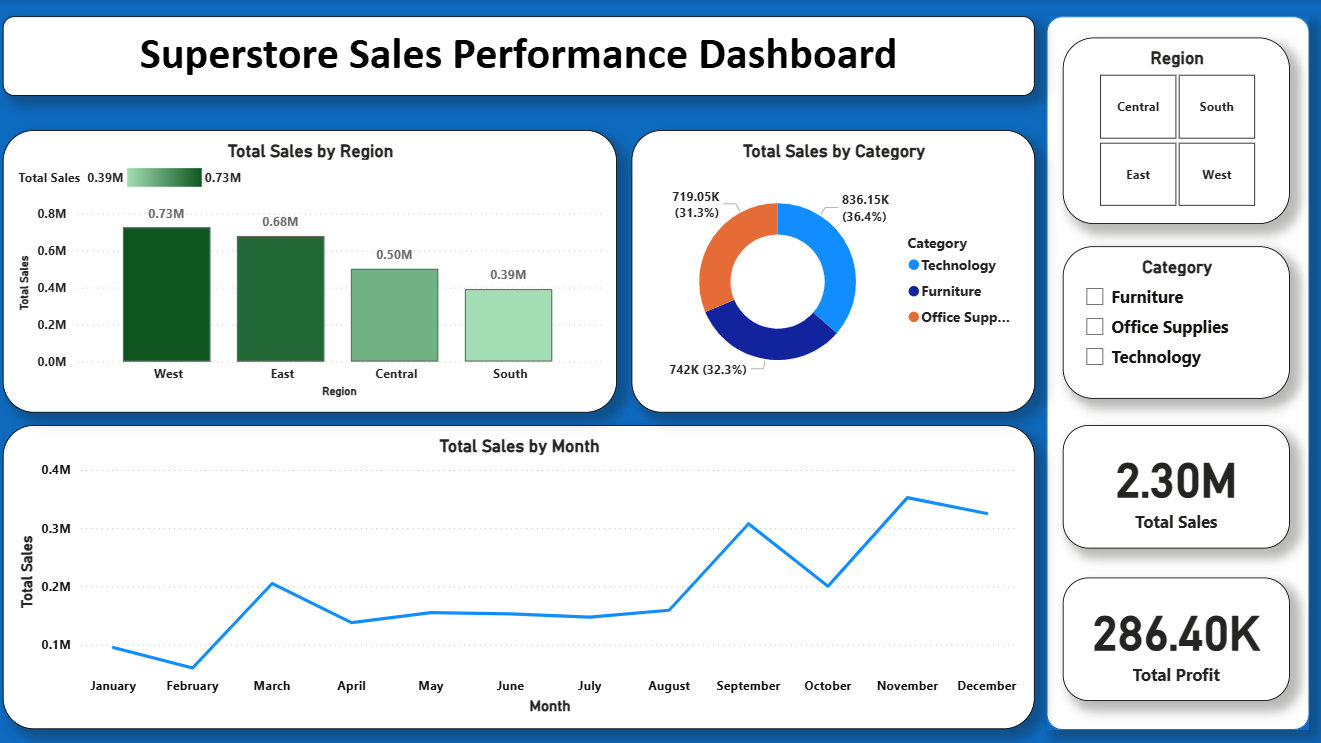 Superstore Sales Performance Dashboard
Total Sales by Region
Total Sales 0.39M 0.73M
0.8M
0.6M
0.4M
0.2M
0.0M
Total Sales
0.73M
0.68M
0.50M
0.39M
West East Central South
Region
Total Sales by Category
719.05K
(31.3%)
836.15K
(36.4%)
742K (32.3%)
Category
Technology
Furniture
Office Supp...
Total Sales by Month
0.4M
0.3M
0.2M
0.1M
Total Sales
January February March April May June July August September October November December
Month
Region
Central South
East West
Category
Furniture
Office Supplies
Technology
2.30M
Total Sales
286.40K
Total Profit